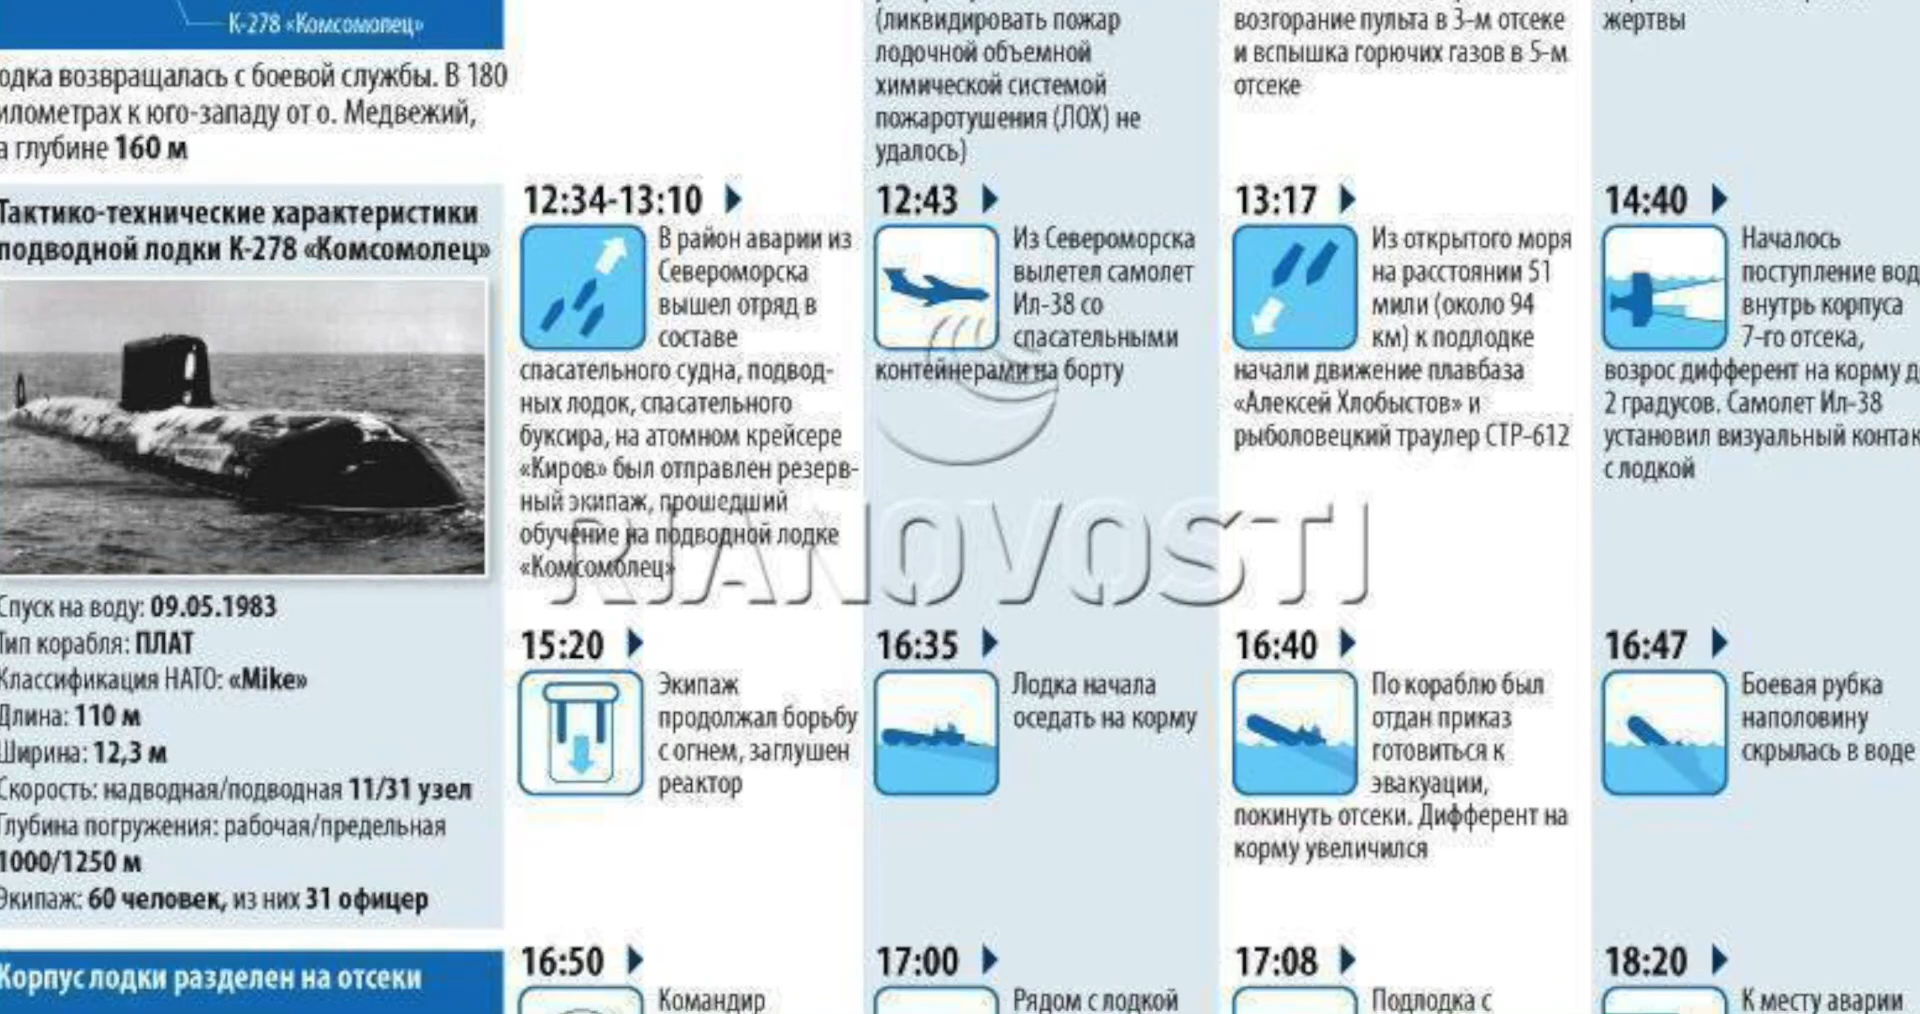 К-278 «Комсомолец»
одка возвращалась с боевой службы. В 180
илометрах к юго-западу от о. Медвежий,
а глубине 160 м
Тактико-технические характеристики
подводной лодки К-278 «Комсомолец»
Спуск на воду: 09.05.1983
Тип корабля: ПЛАТ
Классификация НАТО: «Mike»
Длина: 110 м
Ширина: 12,3 м
Скорость: надводная/подводная 11/31 узел
Глубина погружения: рабочая/предельная
1000/1250 м
Экипаж: 60 человек, из них 31 офицер
Корпус лодки разделен на отсеки
(ликвидировать пожар
лодочной объемной
химической системой
пожаротушения (ЛОХ) не
удалось)
возгорание пульта в 3-м отсеке
и вспышка горючих газов в 5-м
отсеке
жертвы
12:34-13:10
В район аварии из
Североморска
вышел отряд в
составе
спасательного судна, подвод-
ных лодок, спасательного
буксира, на атомном крейсере
«Киров» был отправлен резерв-
ный экипаж, прошедший
обучение на подводной лодке
«Комсомолец»
12:43
Из Североморска
вылетел самолет
Ил-38 со
спасательными
контейнерами на борту
13:17
Из открытого моря
на расстоянии 51
мили (около 94
км) к подлодке
начали движение плавбаза
«Алексей Хлобыстов» и
рыболовецкий траулер СТР-612
14:40
Началось
поступление вод
внутрь корпуса
7-го отсека,
возрос дифферент на корму д
2 градусов. Самолет Ил-38
установил визуальный контак
с лодкой
RIANOVOSTI
15:20
Экипаж
продолжал борьбу
с огнем, заглушен
реактор
16:35
Лодка начала
оседать на корму
16:40
По кораблю был
отдан приказ
готовиться к
эвакуации,
покинуть отсеки. Дифферент на
корму увеличился
16:47
Боевая рубка
наполовину
скрылась в воде
16:50
Командир
17:00
Рядом с лодкой
17:08
Подлодка с
18:20
К месту аварии